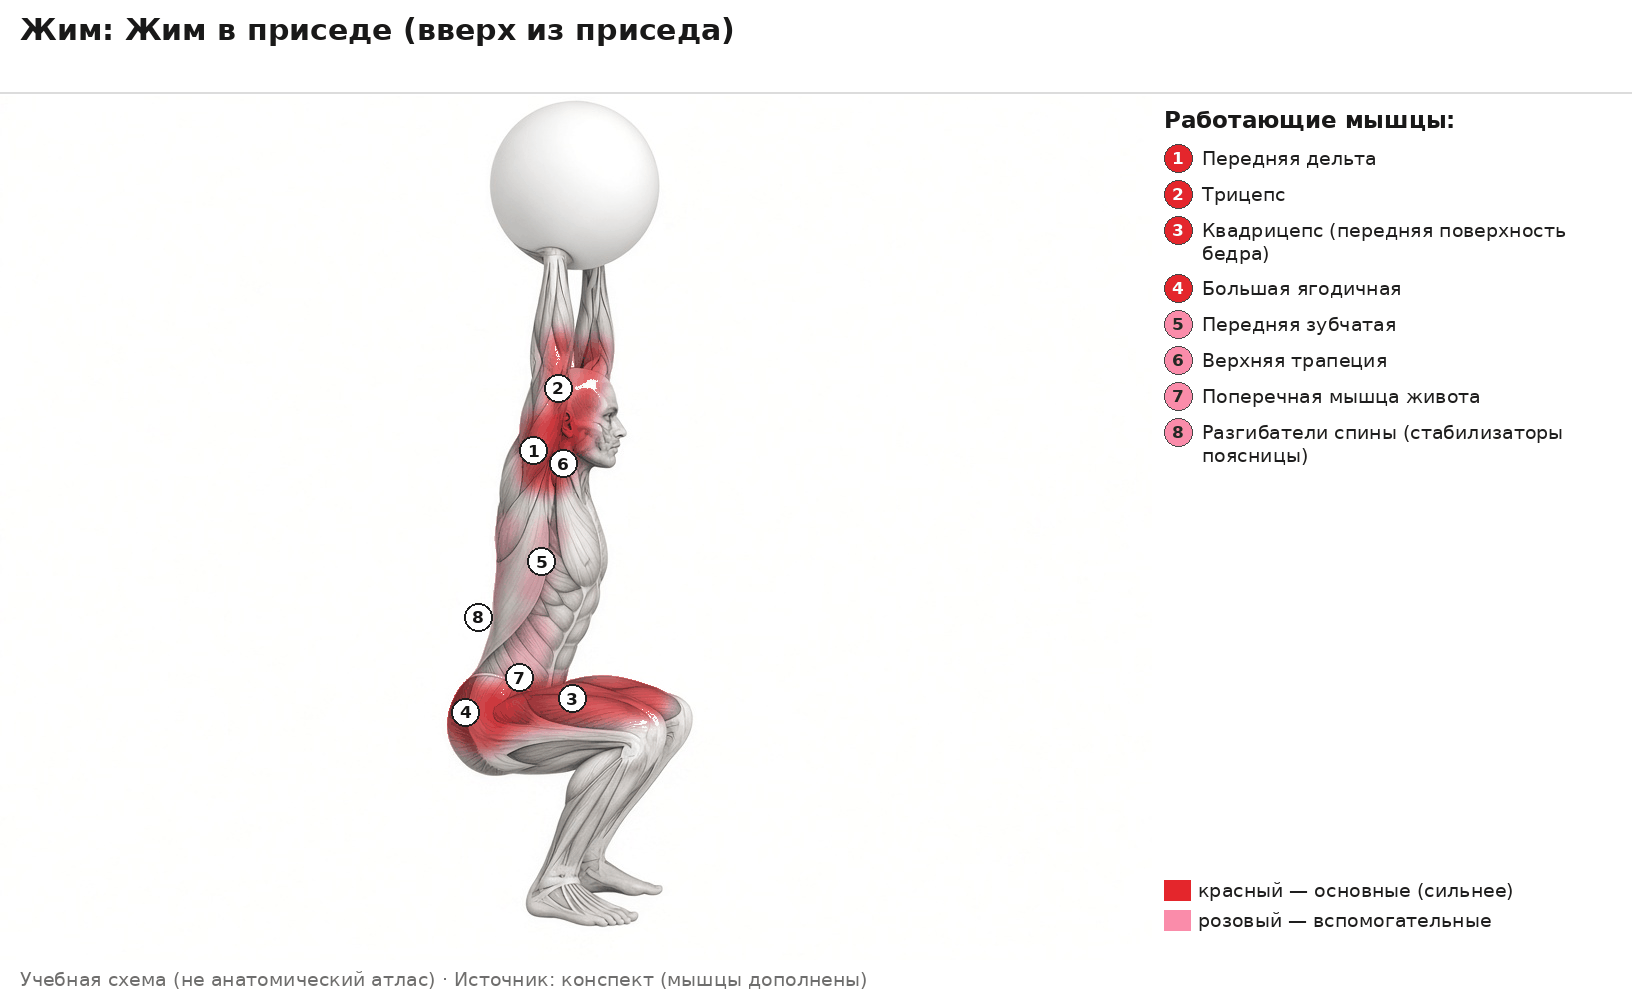 Жим: Жим в приседе (вверх из приседа)
Работающие мышцы:
1 Передняя дельта
2 Трицепс
3 Квадрицепс (передняя поверхность
бедра)
4 Большая ягодичная
5 Передняя зубчатая
6 Верхняя трапеция
7 Поперечная мышца живота
8 Разгибатели спины (стабилизаторы
поясницы)
2
1
6
5
8
7
3
4
красный — основные (сильнее)
розовый — вспомогательные
Учебная схема (не анатомический атлас) · Источник: конспект (мышцы дополнены)